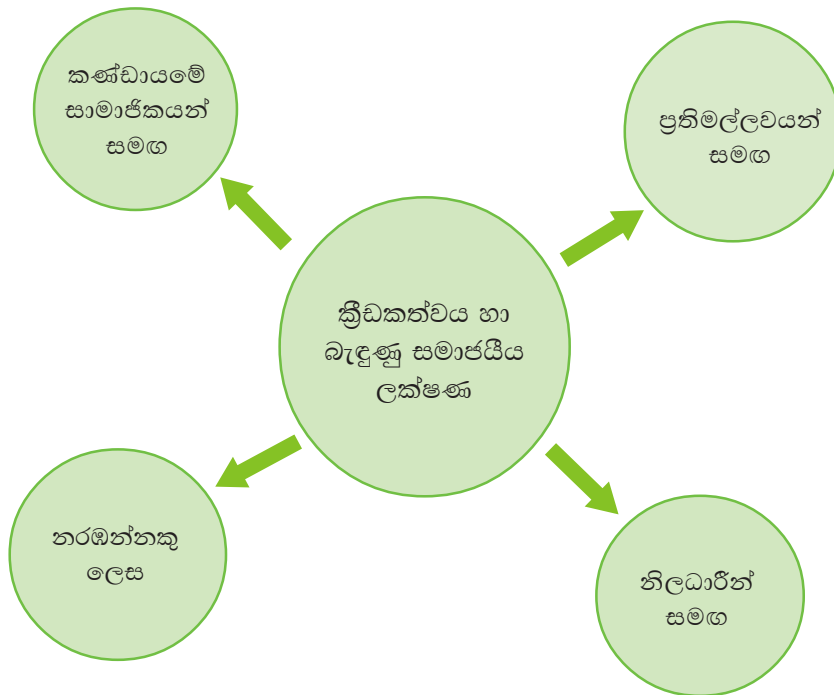 කණ්ඩායමේ
සාමාජිකයන්
සමඟ
ප්‍රතිමල්ලවයන්
සමඟ
ක්‍රීඩකත්වය හා
බැඳුණු සමාජයීය
ලක්ෂණ
නරඹන්නකු
ලෙස
නිලධාරීන්
සමඟ